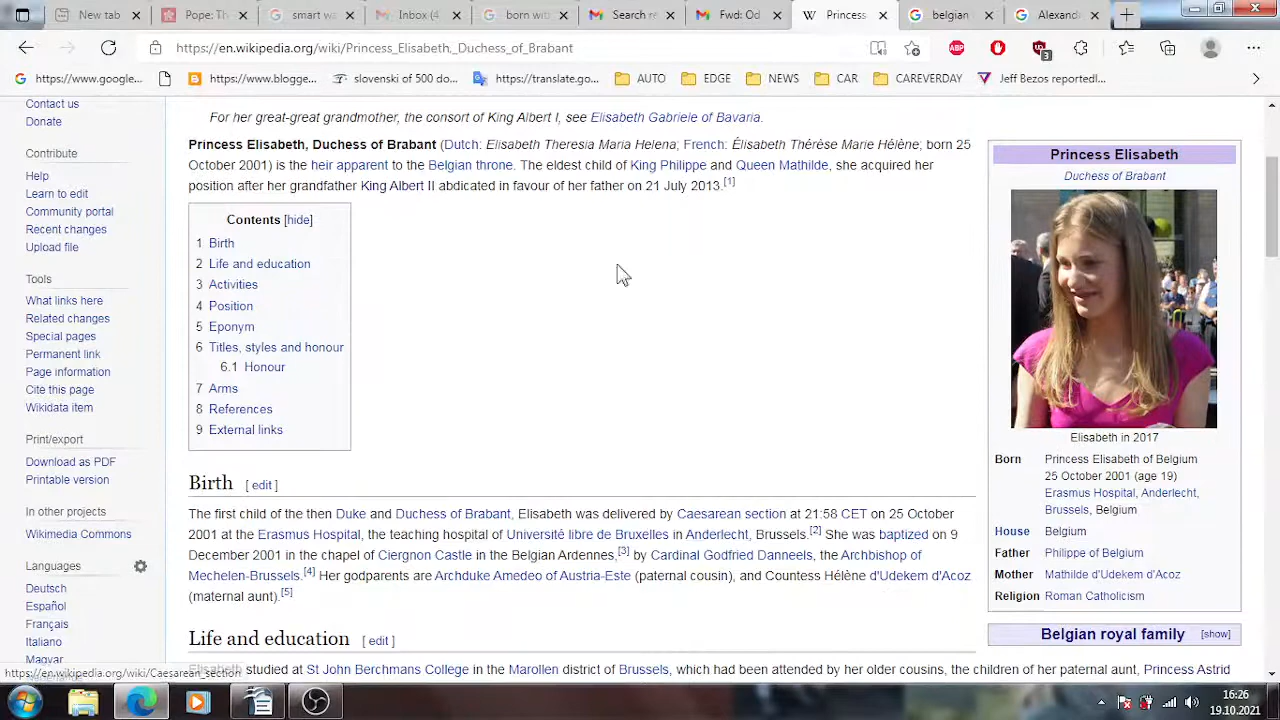 New tab
Pope: Th
smart wa
Inbox (4
born with
Search re
Fwd: Oc
Princess
belgian
Alexandr
https://en.wikipedia.org/wiki/Princess_Elisabeth,_Duchess_of_Brabant
ABP
3
https://www.google...
https://www.blogge...
slovenski of 500 do...
https://translate.go...
AUTO
EDGE
NEWS
CAR
CAREVERDAY
Jeff Bezos reportedl...
Contact us
Donate
Contribute
Help
Learn to edit
Community portal
Recent changes
Upload file
Tools
What links here
Related changes
Special pages
Permanent link
Page information
Cite this page
Wikidata item
Print/export
Download as PDF
Printable version
In other projects
Wikimedia Commons
Languages
Deutsch
Español
Français
Italiano
Magyar
For her great-great grandmother, the consort of King Albert I, see Elisabeth Gabriele of Bavaria.
Princess Elisabeth, Duchess of Brabant (Dutch: Elisabeth Theresia Maria Helena; French: Élisabeth Thérèse Marie Hélène; born 25
October 2001) is the heir apparent to the Belgian throne. The eldest child of King Philippe and Queen Mathilde, she acquired her
position after her grandfather King Albert II abdicated in favour of her father on 21 July 2013.[1]
Contents [hide]
1 Birth
2 Life and education
3 Activities
4 Position
5 Eponym
6 Titles, styles and honour
6.1 Honour
7 Arms
8 References
9 External links
Birth [ edit ]
The first child of the then Duke and Duchess of Brabant, Elisabeth was delivered by Caesarean section at 21:58 CET on 25 October
2001 at the Erasmus Hospital, the teaching hospital of Université libre de Bruxelles in Anderlecht, Brussels.[2] She was baptized on 9
December 2001 in the chapel of Ciergnon Castle in the Belgian Ardennes,[3] by Cardinal Godfried Danneels, the Archbishop of
Mechelen-Brussels.[4] Her godparents are Archduke Amedeo of Austria-Este (paternal cousin), and Countess Hélène d'Udekem d'Acoz
(maternal aunt).[5]
Life and education [ edit ]
Elisabeth studied at St John Berchmans College in the Marollen district of Brussels, which had been attended by her older cousins, the children of her paternal aunt, Princess Astrid
Princess Elisabeth
Duchess of Brabant
Elisabeth in 2017
Born Princess Elisabeth of Belgium
25 October 2001 (age 19)
Erasmus Hospital, Anderlecht,
Brussels, Belgium
House Belgium
Father Philippe of Belgium
Mother Mathilde d'Udekem d'Acoz
Religion Roman Catholicism
Belgian royal family [show]
https://en.wikipedia.org/wiki/Caesarean_section
16:26
19.10.2021